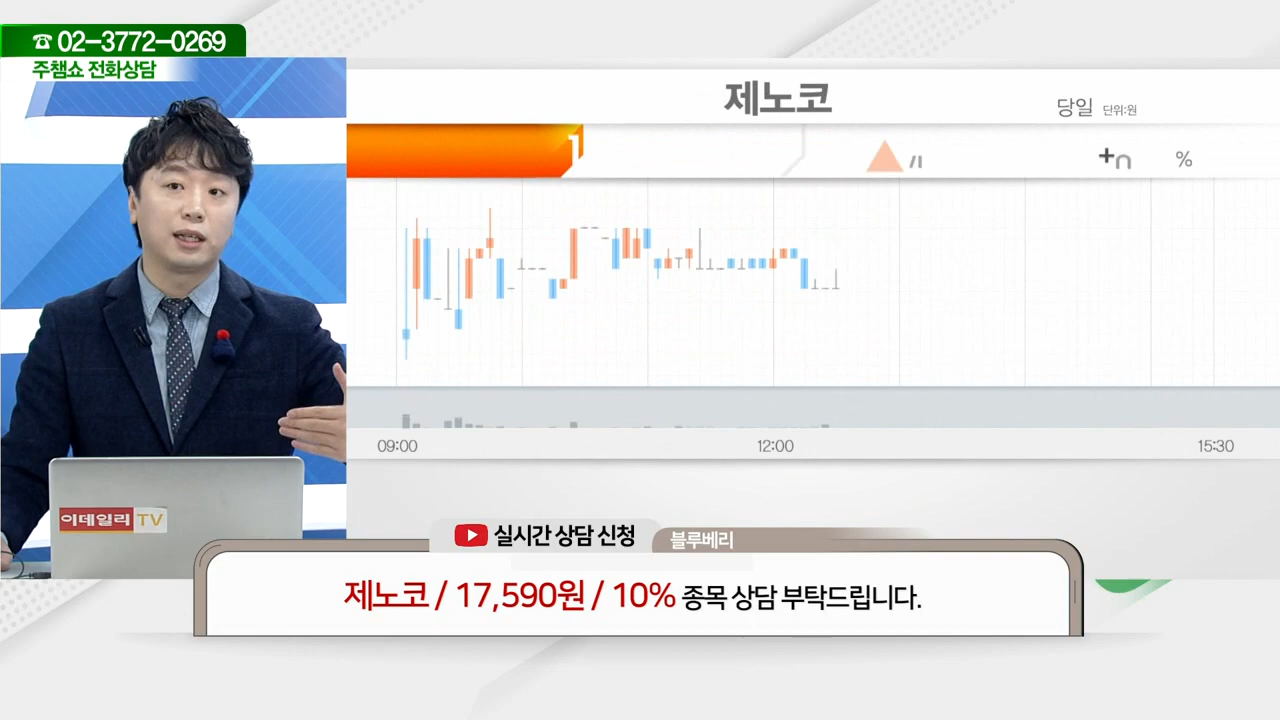 ☎ 02-3772-0269
주챔쇼 전화상담
제노코
당일 단위:원
%
09:00 12:00 15:30
이데일리 TV
실시간 상담 신청 블루베리
제노코 / 17,590원 / 10% 종목 상담 부탁드립니다.